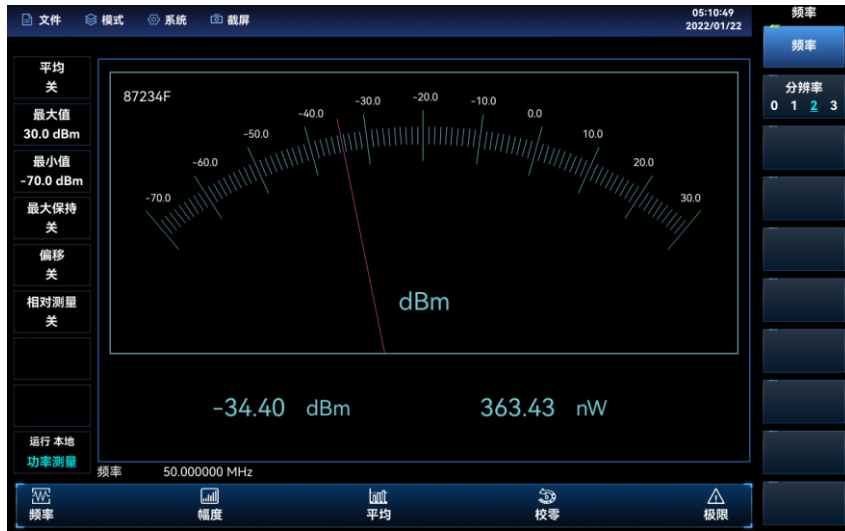 文件 模式 系统 截屏
05:10:49
2022/01/22
频率
频率
分辨率
0 1 2 3
平均
关
最大值
30.0 dBm
最小值
-70.0 dBm
最大保持
关
偏移
关
相对测量
关
运行 本地
功率测量
87234F
-70.0 -60.0 -50.0 -40.0 -30.0 -20.0 -10.0 0.0 10.0 20.0 30.0
dBm
-34.40 dBm 363.43 nW
频率 50.000000 MHz
频率 幅度 平均 校零 极限